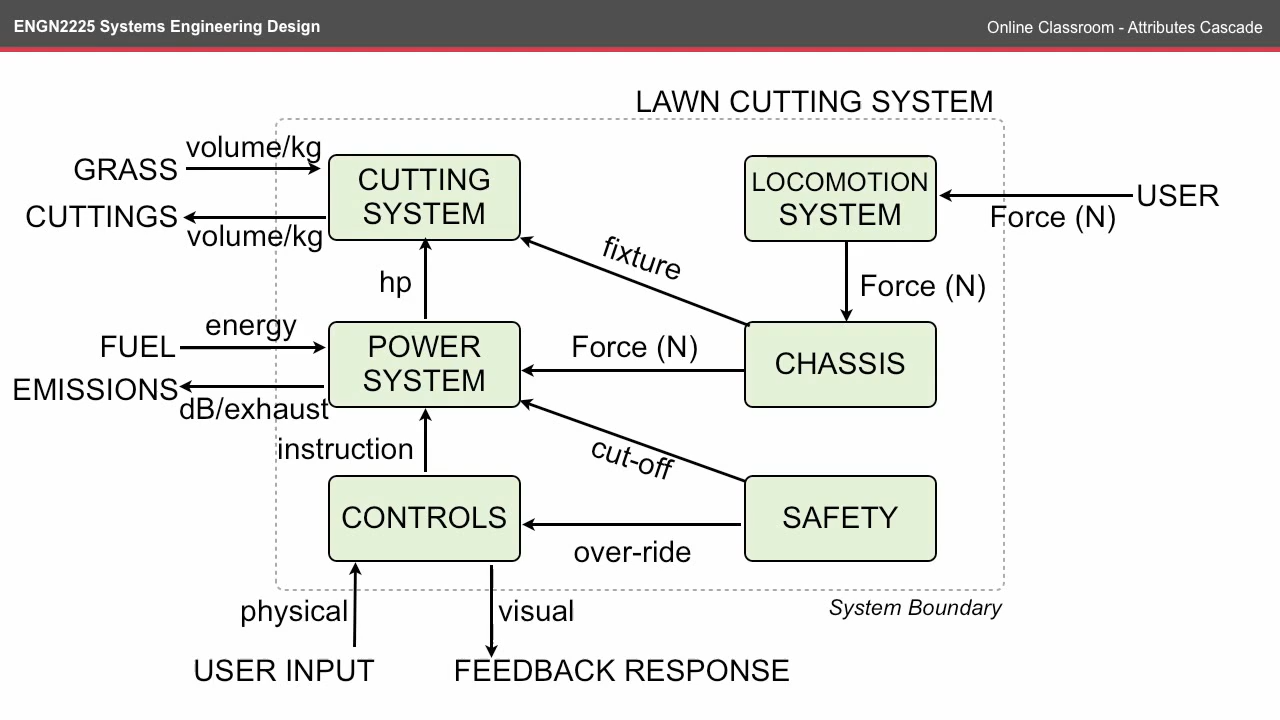 ENGN2225 Systems Engineering Design
Online Classroom - Attributes Cascade
LAWN CUTTING SYSTEM
GRASS
volume/kg
CUTTINGS
volume/kg
CUTTING
SYSTEM
LOCOMOTION
SYSTEM
USER
Force (N)
hp
fixture
Force (N)
FUEL
energy
EMISSIONS
dB/exhaust
POWER
SYSTEM
Force (N)
CHASSIS
instruction
cut-off
CONTROLS
over-ride
SAFETY
physical
visual
System Boundary
USER INPUT
FEEDBACK RESPONSE